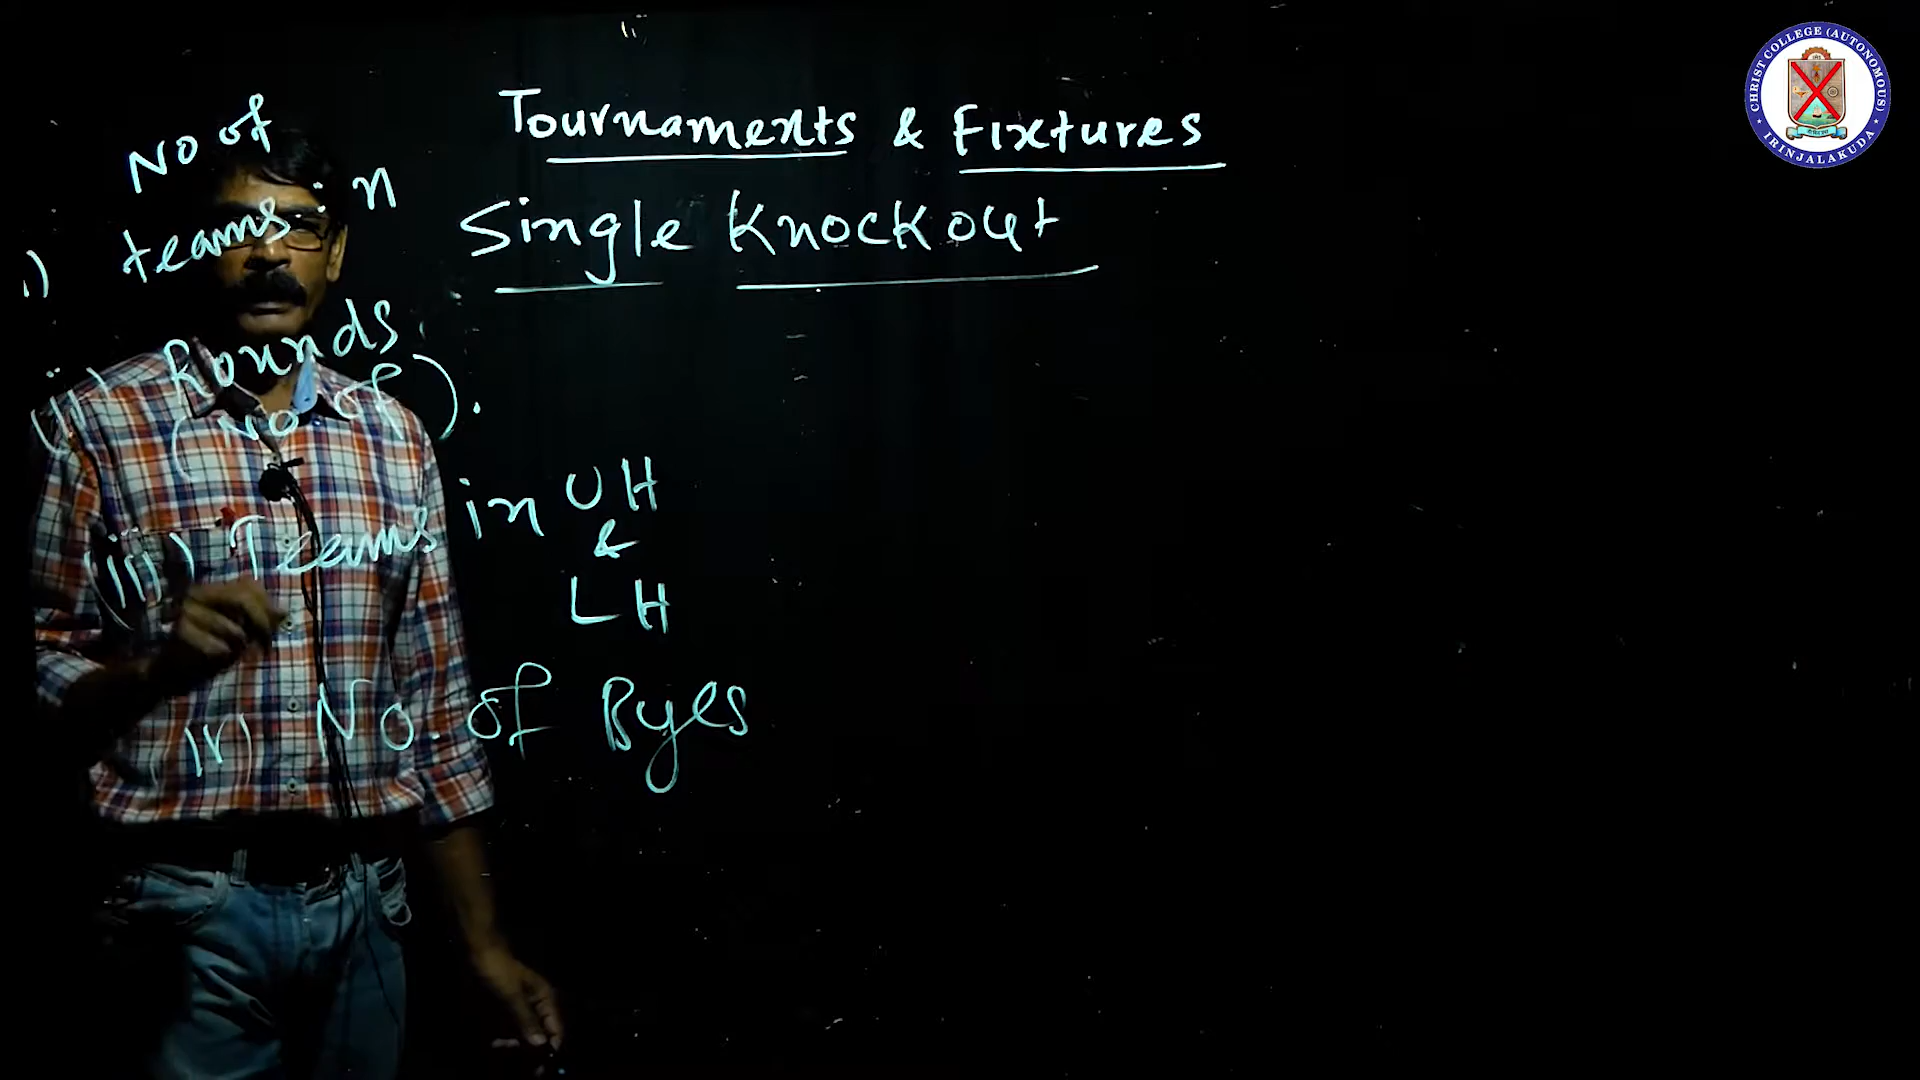 Tournaments & Fixtures
Single Knockout
i) No of
teams : n
(ii) Rounds
(No of).
(iii) Teams in UH
&
LH
(iv) No. of Byes
CHRIST COLLEGE (AUTONOMOUS)
IRINJALAKUDA